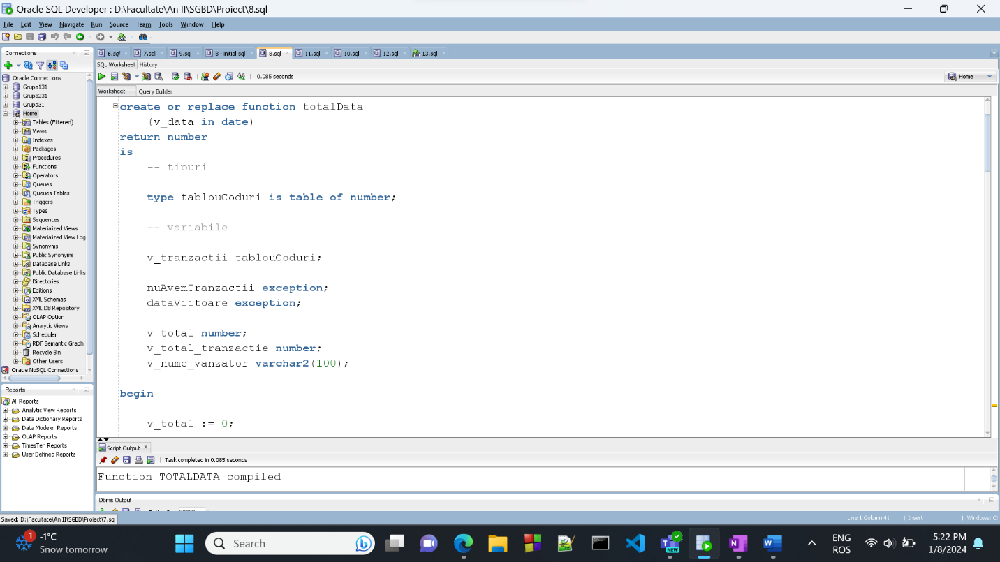 Oracle SQL Developer : D:\Facultate\An II\SGBD\Proiect\8.sql
File Edit View Navigate Run Source Team Tools Window Help
Connections
6.sql 7.sql 9.sql 8 - initial.sql 8.sql 11.sql 10.sql 12.sql 13.sql
SQL Worksheet History
0.085 seconds
Home
Worksheet Query Builder
Oracle Connections
Grupa131
Grupa231
Grupa31
Home
Tables (Filtered)
Views
Indexes
Packages
Procedures
Functions
Operators
Queues
Queues Tables
Triggers
Types
Sequences
Materialized Views
Materialized View Log
Synonyms
Public Synonyms
Database Links
Public Database Links
Directories
Editions
XML Schemas
XML DB Repository
OLAP Option
Analytic Views
Scheduler
RDF Semantic Graph
Recycle Bin
Other Users
Oracle NoSQL Connections
create or replace function totalData
(v_data in date)
return number
is
-- tipuri
type tablouCoduri is table of number;
-- variabile
v_tranzactii tablouCoduri;
nuAvemTranzactii exception;
dataViitoare exception;
v_total number;
v_total_tranzactie number;
v_nume_vanzator varchar2(100);
begin
v_total := 0;
Reports
All Reports
Analytic View Reports
Data Dictionary Reports
Data Modeler Reports
OLAP Reports
TimesTen Reports
User Defined Reports
Script Output
Task completed in 0.085 seconds
Function TOTALDATA compiled
Dbms Output
Saved: D:\Facultate\An II\SGBD\Proiect\7.sql
Line 1 Column 41 Insert Windows: Cl
1
-1°C
Snow tomorrow
Search
NEW
ENG
ROS
5:22 PM
1/8/2024